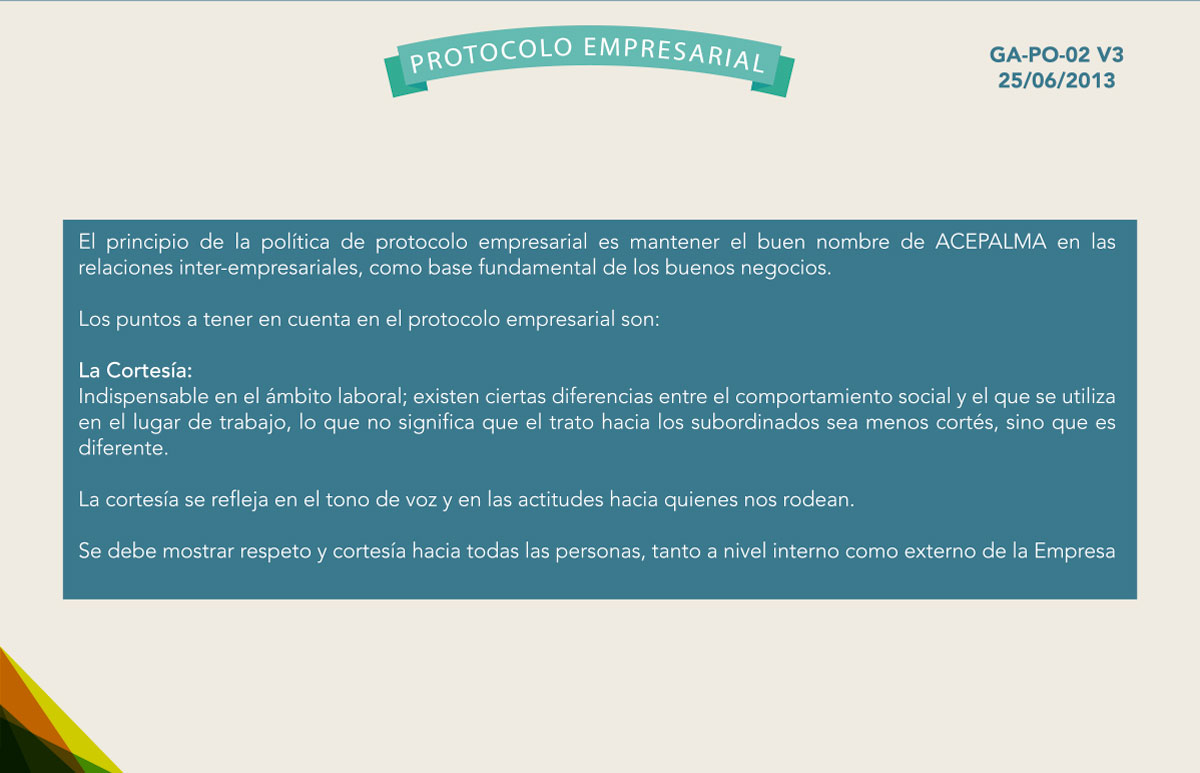 PROTOCOLO EMPRESARIAL
GA-PO-02 V3
25/06/2013
El principio de la política de protocolo empresarial es mantener el buen nombre de ACEPALMA en las
relaciones inter-empresariales, como base fundamental de los buenos negocios.
Los puntos a tener en cuenta en el protocolo empresarial son:
La Cortesía:
Indispensable en el ámbito laboral; existen ciertas diferencias entre el comportamiento social y el que se utiliza
en el lugar de trabajo, lo que no significa que el trato hacia los subordinados sea menos cortés, sino que es
diferente.
La cortesía se refleja en el tono de voz y en las actitudes hacia quienes nos rodean.
Se debe mostrar respeto y cortesía hacia todas las personas, tanto a nivel interno como externo de la Empresa